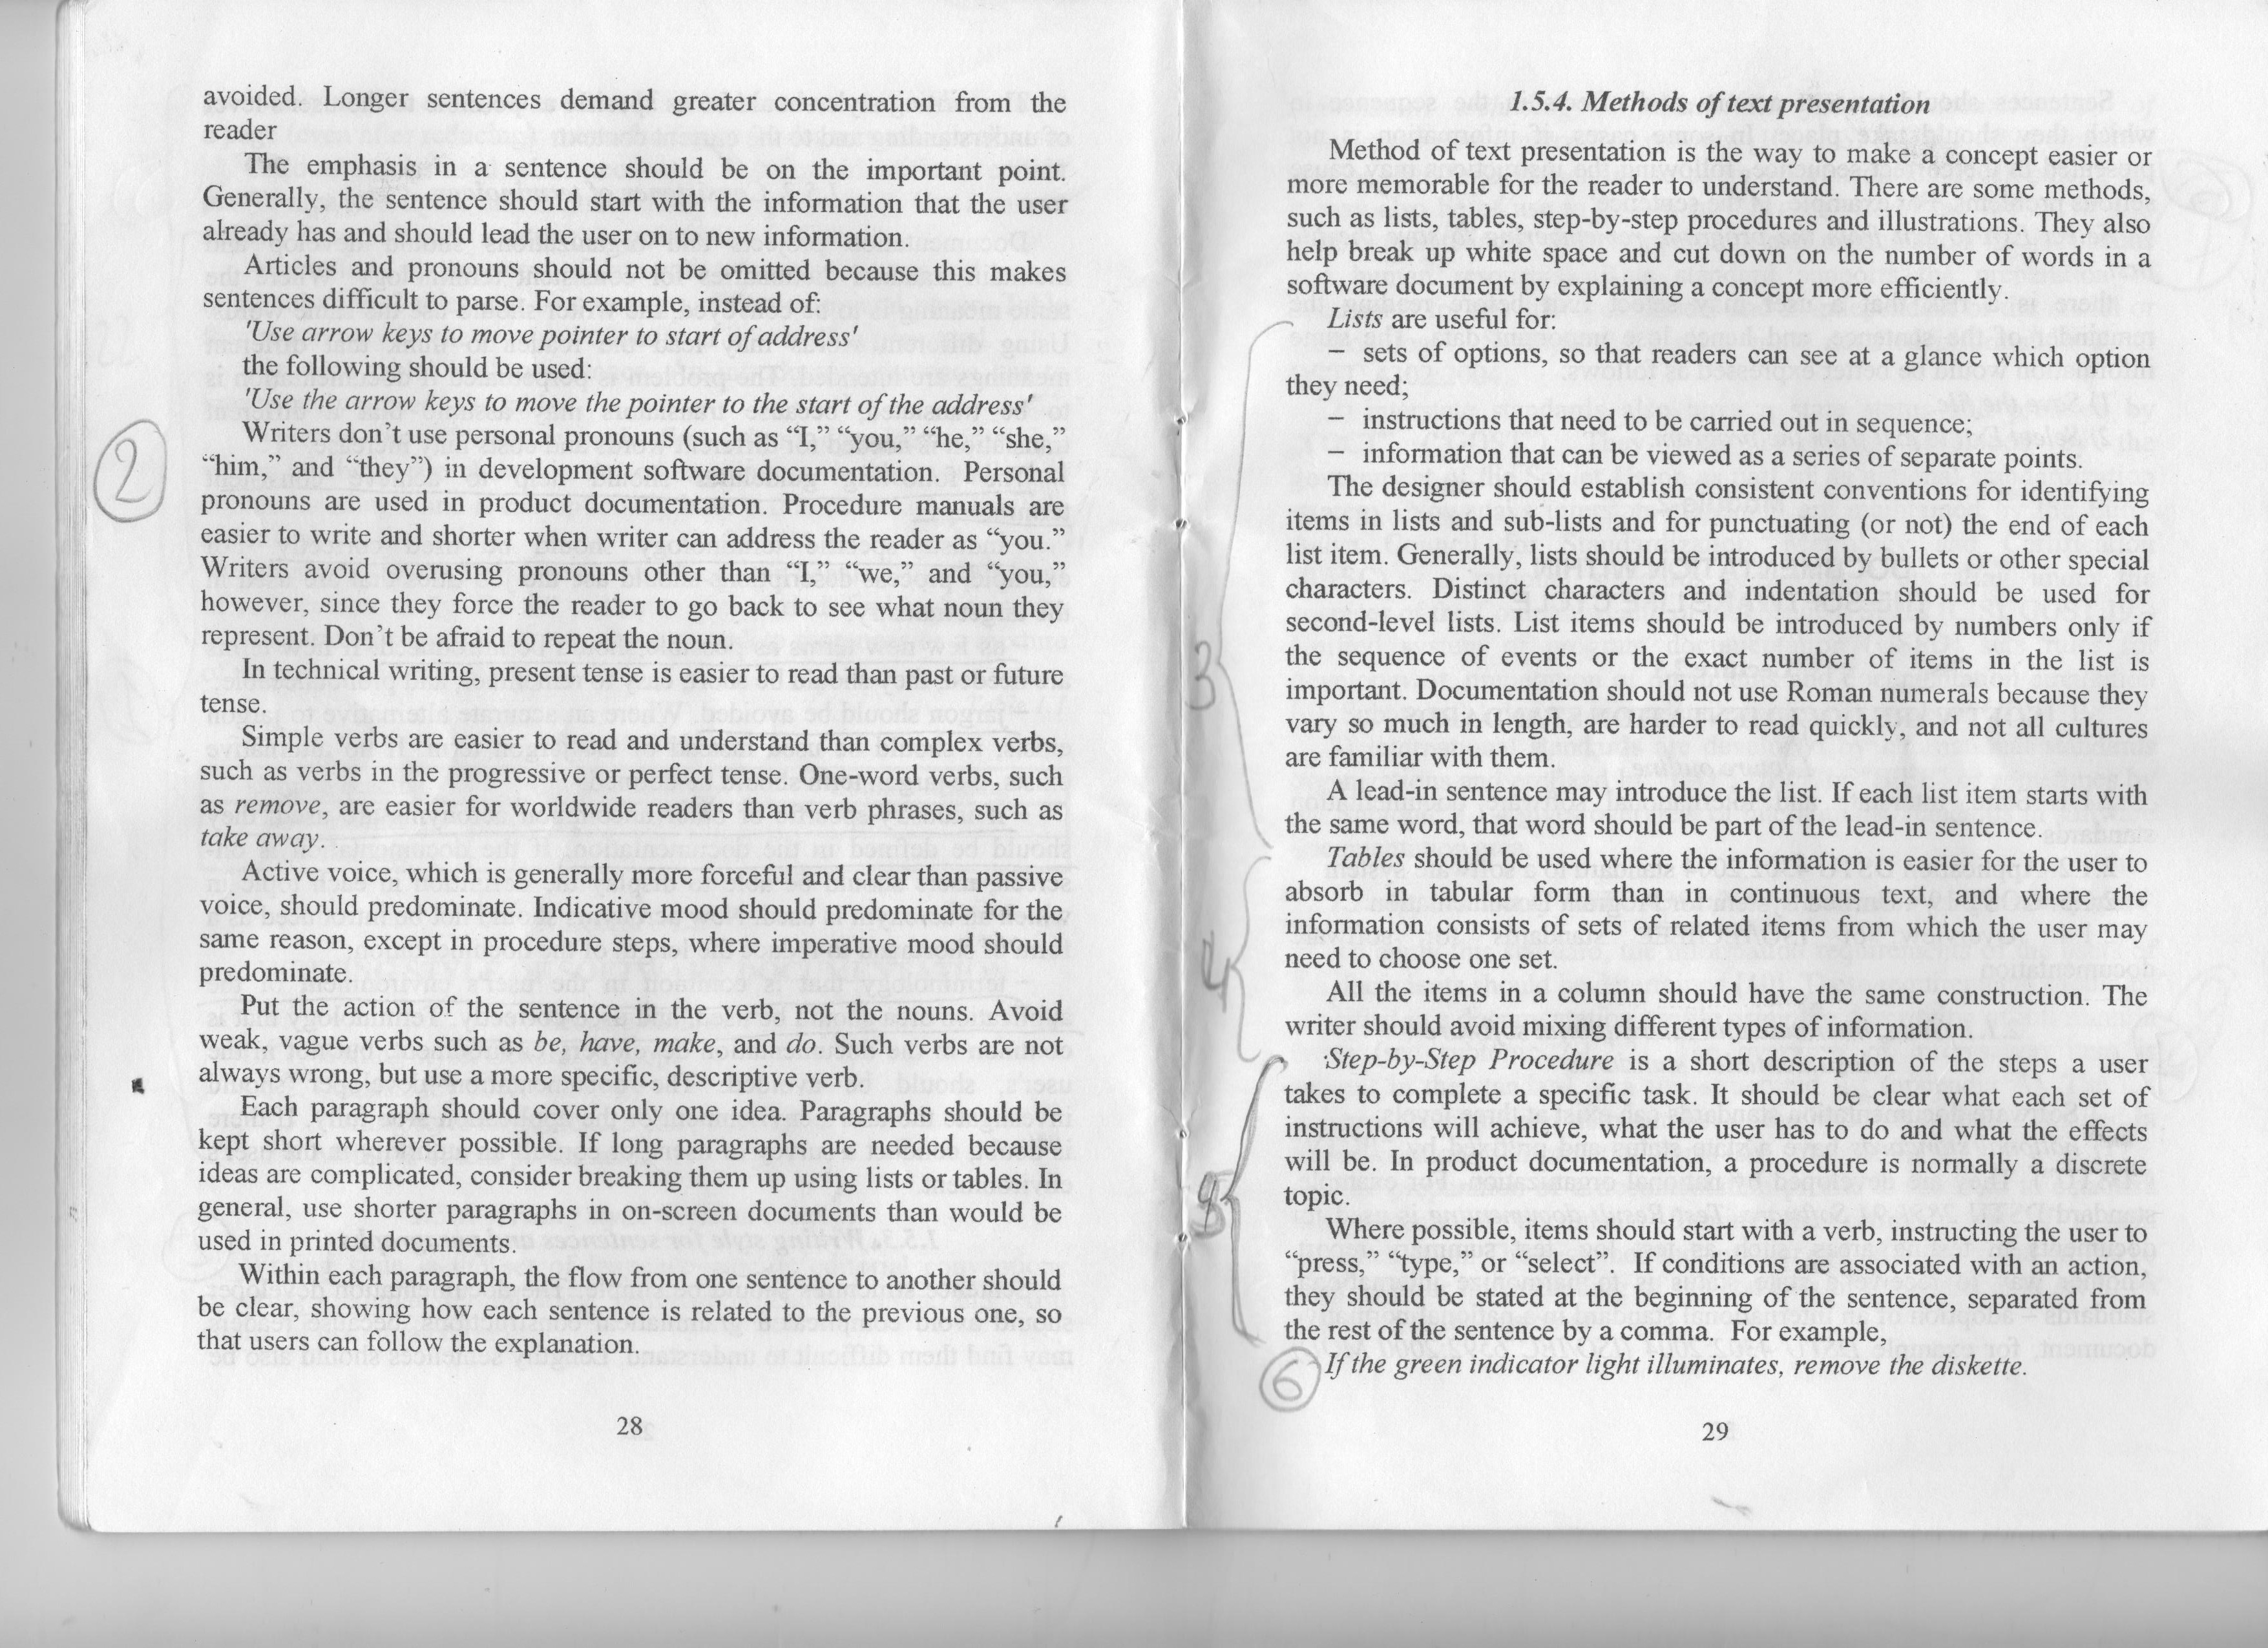 avoided. Longer sentences demand greater concentration from the
reader
The emphasis in a sentence should be on the important point.
Generally, the sentence should start with the information that the user
already has and should lead the user on to new information.
Articles and pronouns should not be omitted because this makes
sentences difficult to parse. For example, instead of:
'Use arrow keys to move pointer to start of address'
the following should be used:
'Use the arrow keys to move the pointer to the start of the address'
Writers don't use personal pronouns (such as “I,” “you,” “he,” “she,”
“him,” and “they”) in development software documentation. Personal
pronouns are used in product documentation. Procedure manuals are
easier to write and shorter when writer can address the reader as “you.”
Writers avoid overusing pronouns other than “I,” “we,” and “you,”
however, since they force the reader to go back to see what noun they
represent. Don't be afraid to repeat the noun.
In technical writing, present tense is easier to read than past or future
tense.
Simple verbs are easier to read and understand than complex verbs,
such as verbs in the progressive or perfect tense. One-word verbs, such
as remove, are easier for worldwide readers than verb phrases, such as
take away.
Active voice, which is generally more forceful and clear than passive
voice, should predominate. Indicative mood should predominate for the
same reason, except in procedure steps, where imperative mood should
predominate.
Put the action of the sentence in the verb, not the nouns. Avoid
weak, vague verbs such as be, have, make, and do. Such verbs are not
always wrong, but use a more specific, descriptive verb.
Each paragraph should cover only one idea. Paragraphs should be
kept short wherever possible. If long paragraphs are needed because
ideas are complicated, consider breaking them up using lists or tables. In
general, use shorter paragraphs in on-screen documents than would be
used in printed documents.
Within each paragraph, the flow from one sentence to another should
be clear, showing how each sentence is related to the previous one, so
that users can follow the explanation.
28
2
1.5.4. Methods of text presentation
Method of text presentation is the way to make a concept easier or
more memorable for the reader to understand. There are some methods,
such as lists, tables, step-by-step procedures and illustrations. They also
help break up white space and cut down on the number of words in a
software document by explaining a concept more efficiently.
Lists are useful for:
– sets of options, so that readers can see at a glance which option
they need;
– instructions that need to be carried out in sequence;
– information that can be viewed as a series of separate points.
The designer should establish consistent conventions for identifying
items in lists and sub-lists and for punctuating (or not) the end of each
list item. Generally, lists should be introduced by bullets or other special
characters. Distinct characters and indentation should be used for
second-level lists. List items should be introduced by numbers only if
the sequence of events or the exact number of items in the list is
important. Documentation should not use Roman numerals because they
vary so much in length, are harder to read quickly, and not all cultures
are familiar with them.
A lead-in sentence may introduce the list. If each list item starts with
the same word, that word should be part of the lead-in sentence.
Tables should be used where the information is easier for the user to
absorb in tabular form than in continuous text, and where the
information consists of sets of related items from which the user may
need to choose one set.
All the items in a column should have the same construction. The
writer should avoid mixing different types of information.
Step-by-Step Procedure is a short description of the steps a user
takes to complete a specific task. It should be clear what each set of
instructions will achieve, what the user has to do and what the effects
will be. In product documentation, a procedure is normally a discrete
topic.
Where possible, items should start with a verb, instructing the user to
“press,” “type,” or “select”. If conditions are associated with an action,
they should be stated at the beginning of the sentence, separated from
the rest of the sentence by a comma. For example,
If the green indicator light illuminates, remove the diskette.
29
3
4
5
6